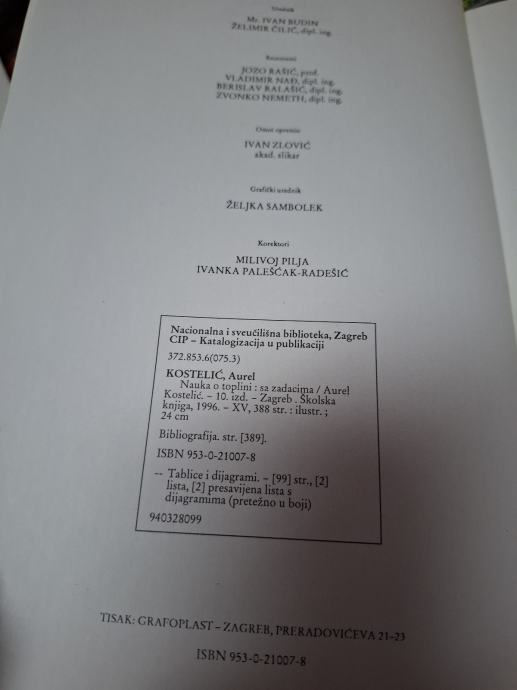 Urednik
Mr. IVAN BUDIN
ŽELIMIR ČILIĆ, dipl. ing.
Recenzenti
JOZO RAŠIĆ, prof.
VLADIMIR NAĐ, dipl. ing.
BERISLAV BALAŠIĆ, dipl. ing.
ZVONKO NEMETH, dipl. ing.
Omot opremio
IVAN ZLOVIĆ
akad. slikar
Grafički urednik
ŽELJKA SAMBOLEK
Korektori
MILIVOJ PILJA
IVANKA PALEŠČAK-RADEŠIĆ
Nacionalna i sveučilišna biblioteka, Zagreb
CIP – Katalogizacija u publikaciji
372.853.6(075.3)
KOSTELIĆ, Aurel
Nauka o toplini : sa zadacima / Aurel
Kostelić. – 10. izd. – Zagreb . Školska
knjiga, 1996. – XV, 388 str. : ilustr. ;
24 cm
Bibliografija. str. [389].
ISBN 953-0-21007-8
–– Tablice i dijagrami. – [99] str., [2]
lista, [2] presavijena lista s
dijagramima (pretežno u boji)
940328099
TISAK: GRAFOPLAST – ZAGREB, PRERADOVIĆEVA 21–23
ISBN 953-0-21007-8